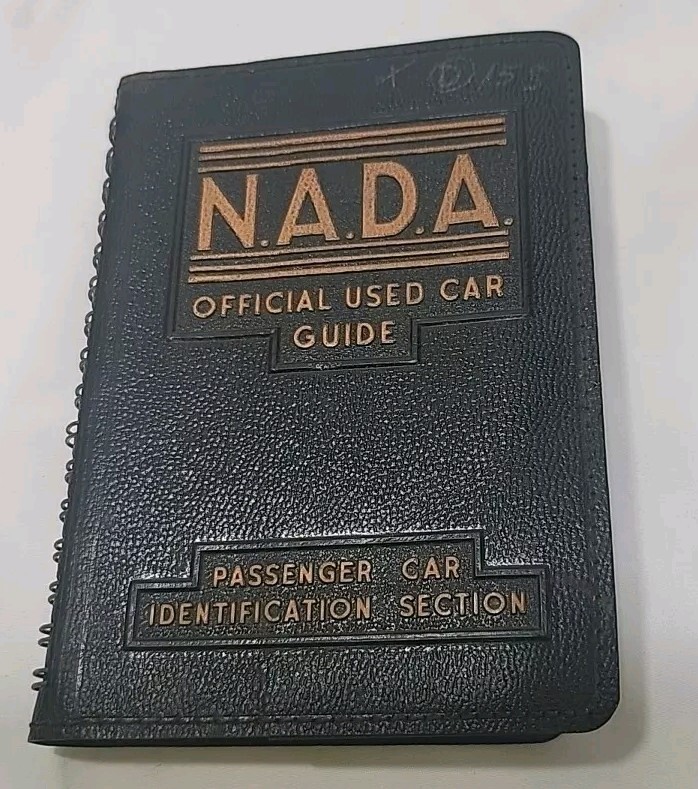 N.A.D.A.
OFFICIAL USED CAR
GUIDE
PASSENGER CAR
IDENTIFICATION SECTION